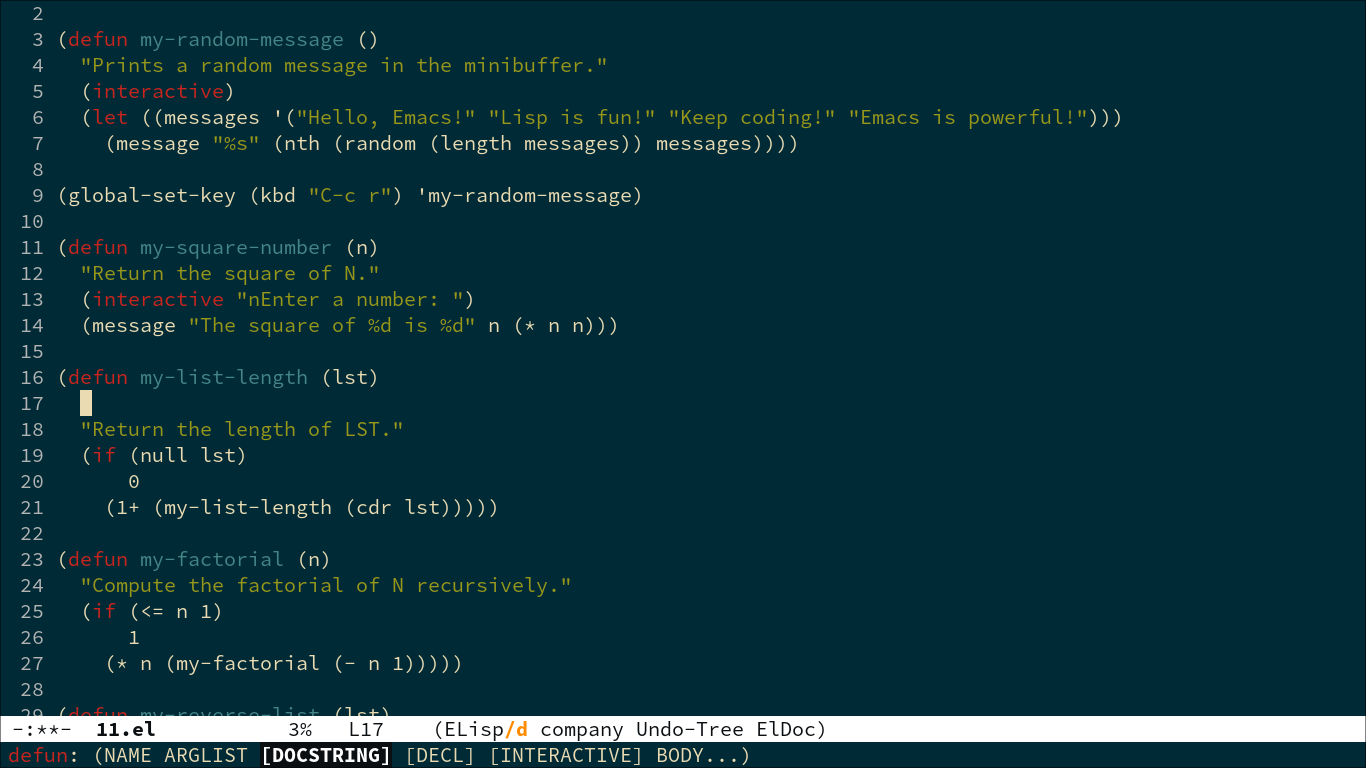 2
3 (defun my-random-message ()
4   "Prints a random message in the minibuffer."
5   (interactive)
6   (let ((messages '("Hello, Emacs!" "Lisp is fun!" "Keep coding!" "Emacs is powerful!")))
7     (message "%s" (nth (random (length messages)) messages))))
8
9 (global-set-key (kbd "C-c r") 'my-random-message)
10
11 (defun my-square-number (n)
12   "Return the square of N."
13   (interactive "nEnter a number: ")
14   (message "The square of %d is %d" n (* n n)))
15
16 (defun my-list-length (lst)
17
18   "Return the length of LST."
19   (if (null lst)
20       0
21     (1+ (my-list-length (cdr lst)))))
22
23 (defun my-factorial (n)
24   "Compute the factorial of N recursively."
25   (if (<= n 1)
26       1
27     (* n (my-factorial (- n 1)))))
28
29 (defun my-reverse-list (lst)
-:**-  11.el           3%   L17    (ELisp/d company Undo-Tree ElDoc)
defun: (NAME ARGLIST [DOCSTRING] [DECL] [INTERACTIVE] BODY...)